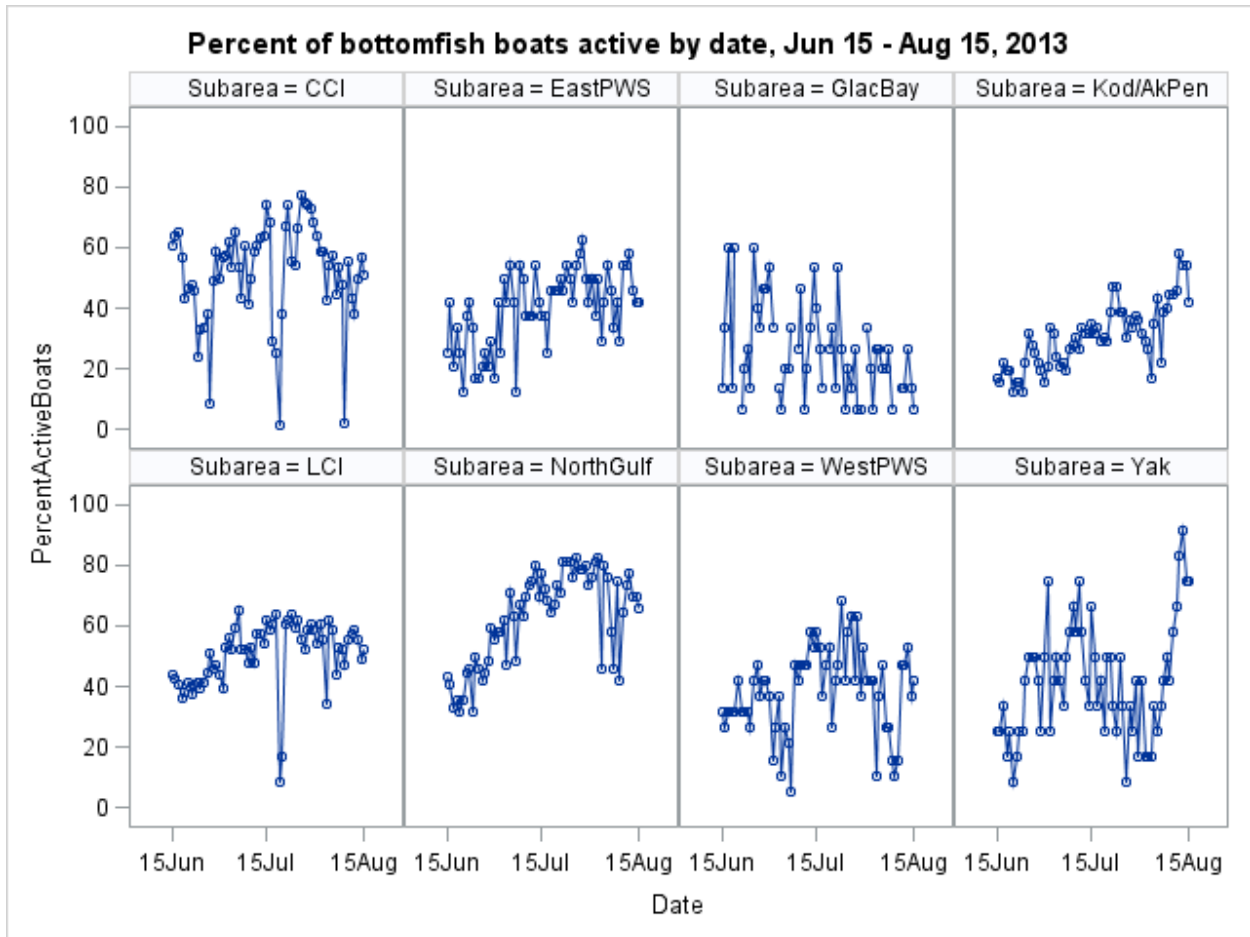 Percent of bottomfish boats active by date, Jun 15 - Aug 15, 2013
Subarea = CCI
Subarea = EastPWS
Subarea = GlacBay
Subarea = Kod/AkPen
100
80
60
40
20
0
Subarea = LCI
Subarea = NorthGulf
Subarea = WestPWS
Subarea = Yak
100
80
60
40
20
0
PercentActiveBoats
15Jun 15Jul 15Aug
15Jun 15Jul 15Aug
15Jun 15Jul 15Aug
15Jun 15Jul 15Aug
Date